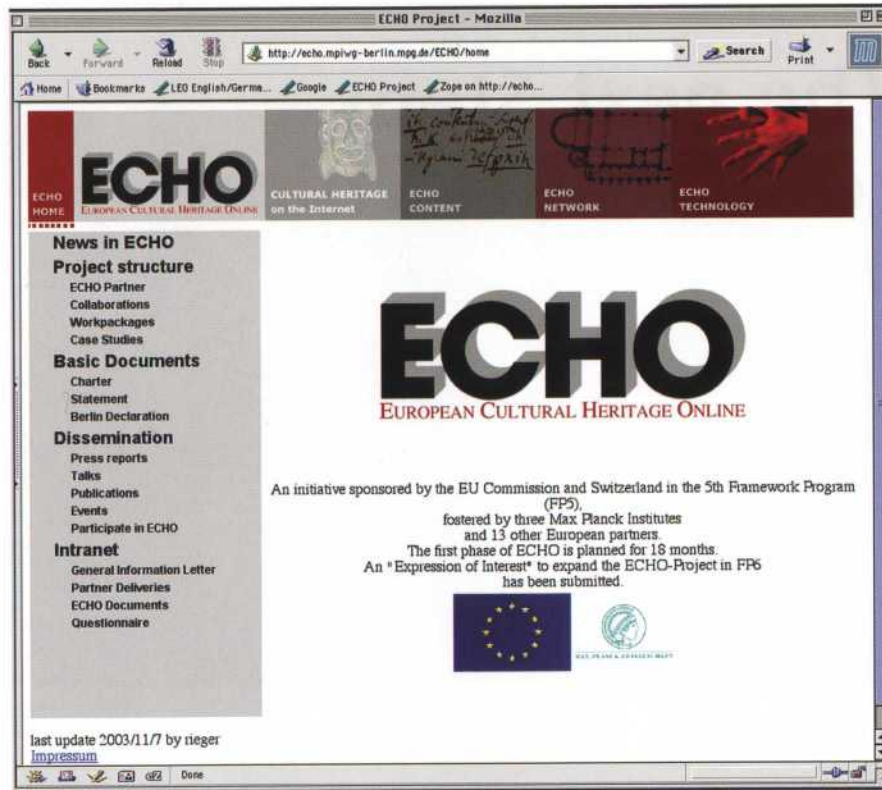 ECHO Project - Mozilla
Back Forward Reload Stop http://echo.mpiwg-berlin.mpg.de/ECHO/home Search Print
Home Bookmarks LEO English/Germa... Google ECHO Project Zope on http://echo...
ECHO HOME
ECHO
EUROPEAN CULTURAL HERITAGE ONLINE
CULTURAL HERITAGE
on the Internet
ECHO
CONTENT
ECHO
NETWORK
ECHO
TECHNOLOGY
News in ECHO
Project structure
ECHO Partner
Collaborations
Workpackages
Case Studies
Basic Documents
Charter
Statement
Berlin Declaration
Dissemination
Press reports
Talks
Publications
Events
Participate in ECHO
Intranet
General Information Letter
Partner Deliveries
ECHO Documents
Questionnaire
ECHO
EUROPEAN CULTURAL HERITAGE ONLINE
An initiative sponsored by the EU Commission and Switzerland in the 5th Framework Program
(FP5),
fostered by three Max Planck Institutes
and 13 other European partners.
The first phase of ECHO is planned for 18 months.
An "Expression of Interest" to expand the ECHO-Project in FP6
has been submitted.
MAX-PLANCK-GESELLSCHAFT
last update 2003/11/7 by rieger
Impressum
Done